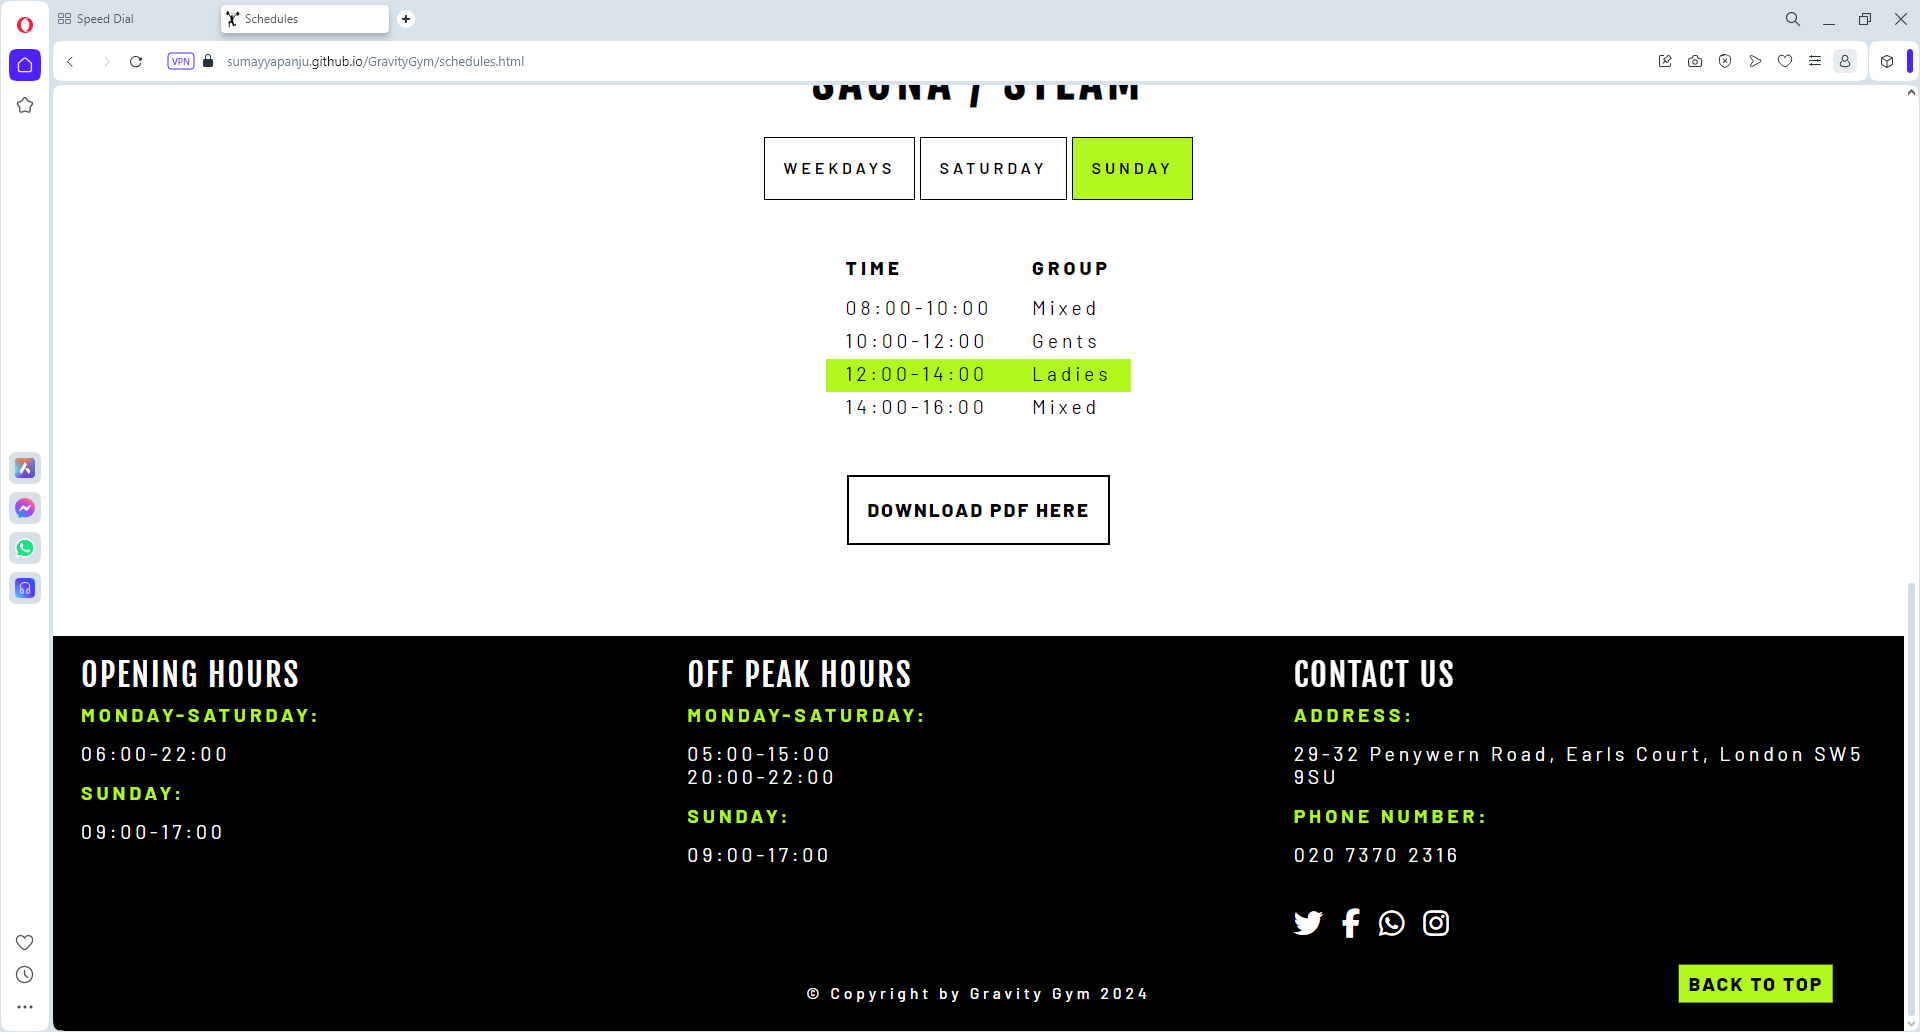 Speed Dial
Schedules
VPN
sumayyapanju.github.io/GravityGym/schedules.html
SAUNA / STEAM
WEEKDAYS SATURDAY SUNDAY
TIME GROUP
08:00-10:00 Mixed
10:00-12:00 Gents
12:00-14:00 Ladies
14:00-16:00 Mixed
DOWNLOAD PDF HERE
OPENING HOURS
MONDAY-SATURDAY:
06:00-22:00
SUNDAY:
09:00-17:00
OFF PEAK HOURS
MONDAY-SATURDAY:
05:00-15:00
20:00-22:00
SUNDAY:
09:00-17:00
CONTACT US
ADDRESS:
29-32 Penywern Road, Earls Court, London SW5
9SU
PHONE NUMBER:
020 7370 2316
BACK TO TOP
© Copyright by Gravity Gym 2024